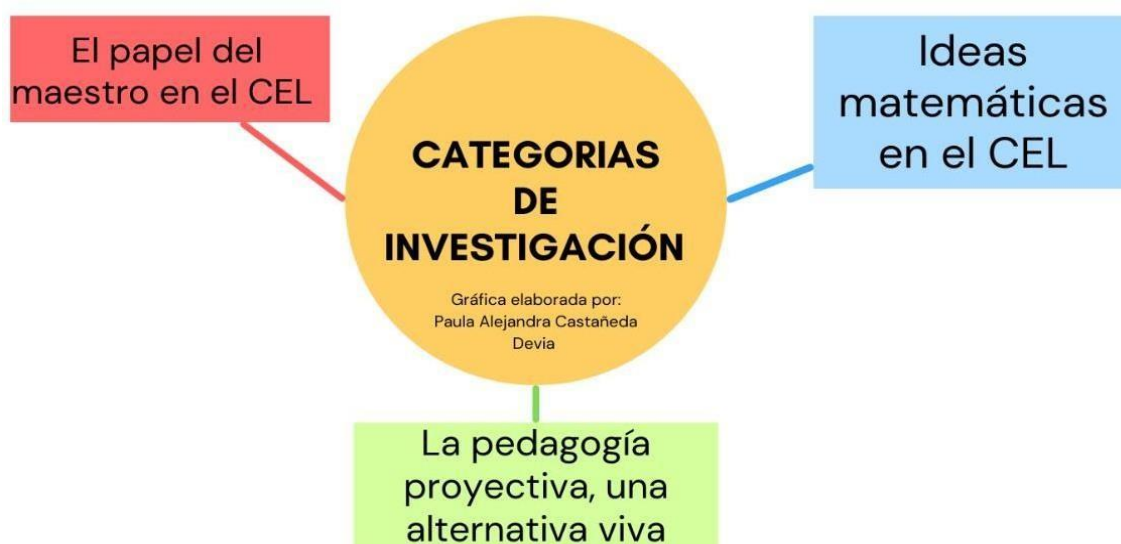 El papel del
maestro en el CEL
Ideas
matemáticas
en el CEL
CATEGORIAS
DE
INVESTIGACIÓN
Gráfica elaborada por:
Paula Alejandra Castañeda
Devia
La pedagogía
proyectiva, una
alternativa viva